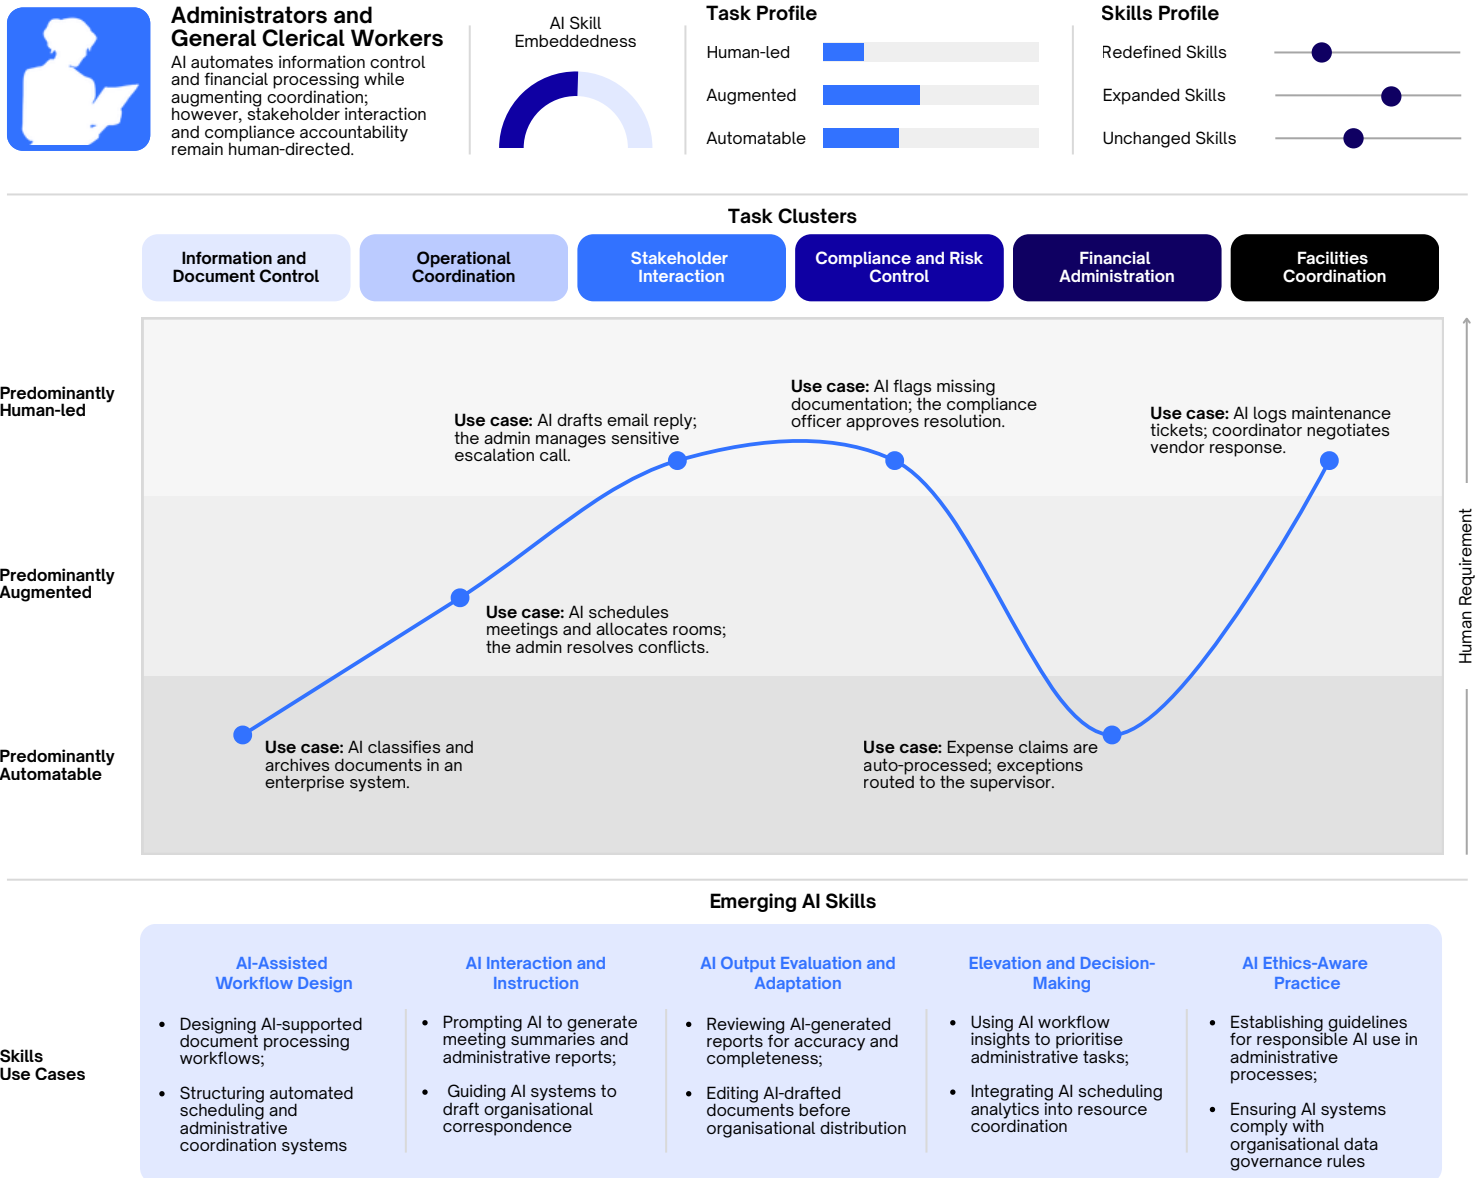 Administrators and
General Clerical Workers
AI automates information control
and financial processing while
augmenting coordination;
however, stakeholder interaction
and compliance accountability
remain human-directed.
AI Skill
Embeddedness
Task Profile
Human-led
Augmented
Automatable
Skills Profile
Redefined Skills
Expanded Skills
Unchanged Skills
Task Clusters
Information and
Document Control
Operational
Coordination
Stakeholder
Interaction
Compliance and Risk
Control
Financial
Administration
Facilities
Coordination
Predominantly
Human-led
Predominantly
Augmented
Predominantly
Automatable
Use case: AI drafts email reply;
the admin manages sensitive
escalation call.
Use case: AI flags missing
documentation; the compliance
officer approves resolution.
Use case: AI logs maintenance
tickets; coordinator negotiates
vendor response.
Use case: AI schedules
meetings and allocates rooms;
the admin resolves conflicts.
Use case: AI classifies and
archives documents in an
enterprise system.
Use case: Expense claims are
auto-processed; exceptions
routed to the supervisor.
Human Requirement
Emerging AI Skills
Skills
Use Cases
AI-Assisted
Workflow Design
• Designing AI-supported
document processing
workflows;
• Structuring automated
scheduling and
administrative
coordination systems
AI Interaction and
Instruction
• Prompting AI to generate
meeting summaries and
administrative reports;
• Guiding AI systems to
draft organisational
correspondence
AI Output Evaluation and
Adaptation
• Reviewing AI-generated
reports for accuracy and
completeness;
• Editing AI-drafted
documents before
organisational distribution
Elevation and Decision-
Making
• Using AI workflow
insights to prioritise
administrative tasks;
• Integrating AI scheduling
analytics into resource
coordination
AI Ethics-Aware
Practice
• Establishing guidelines
for responsible AI use in
administrative
processes;
• Ensuring AI systems
comply with
organisational data
governance rules